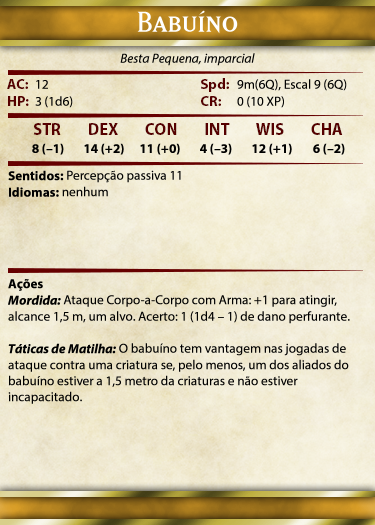 Babuíno
Besta Pequena, imparcial
AC: 12 Spd: 9m(6Q), Escal 9 (6Q)
HP: 3 (1d6) CR: 0 (10 XP)
STR DEX CON INT WIS CHA
8 (–1) 14 (+2) 11 (+0) 4 (–3) 12 (+1) 6 (–2)
Sentidos: Percepção passiva 11
Idiomas: nenhum
Ações
Mordida: Ataque Corpo-a-Corpo com Arma: +1 para atingir,
alcance 1,5 m, um alvo. Acerto: 1 (1d4 – 1) de dano perfurante.
Táticas de Matilha: O babuíno tem vantagem nas jogadas de
ataque contra uma criatura se, pelo menos, um dos aliados do
babuíno estiver a 1,5 metro da criaturas e não estiver
incapacitado.